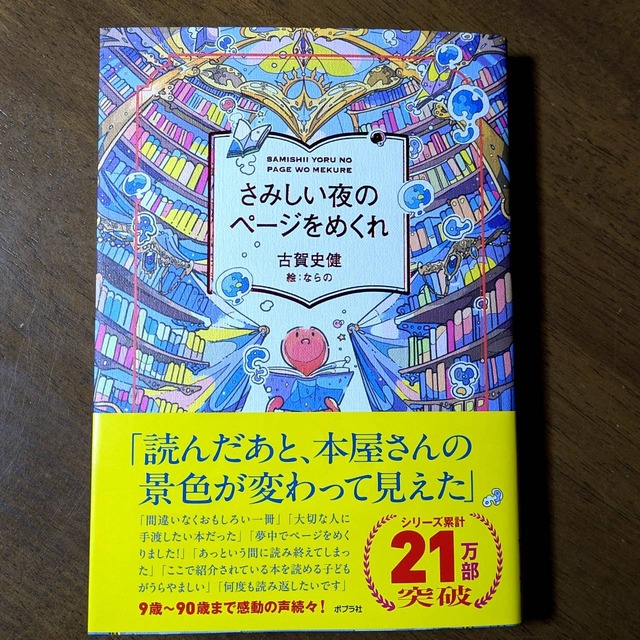 SAMISHII YORU NO
PAGE WO MEKURE
さみしい夜の
ページをめくれ
古賀史健
絵:ならの
「読んだあと、本屋さんの
景色が変わって見えた」
「間違いなくおもしろい一冊」「大切な人に
手渡したい本だった」「夢中でページをめく
りました!」「あっという間に読み終えてしまっ
た」「ここで紹介されている本を読める子ども
がうらやましい」「何度も読み返したいです」
9歳〜90歳まで感動の声続々!
シリーズ累計
21万部
突破
ポプラ社